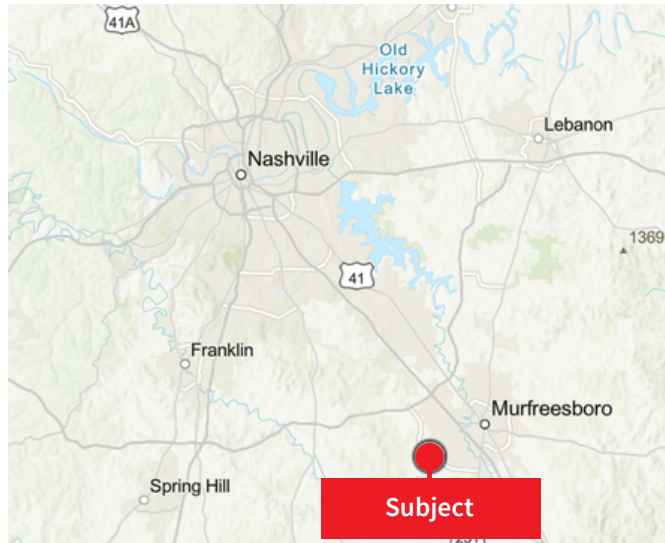 41A
Old
Hickory
Lake
Lebanon
Nashville
1369
41
Franklin
Murfreesboro
Spring Hill
Subject